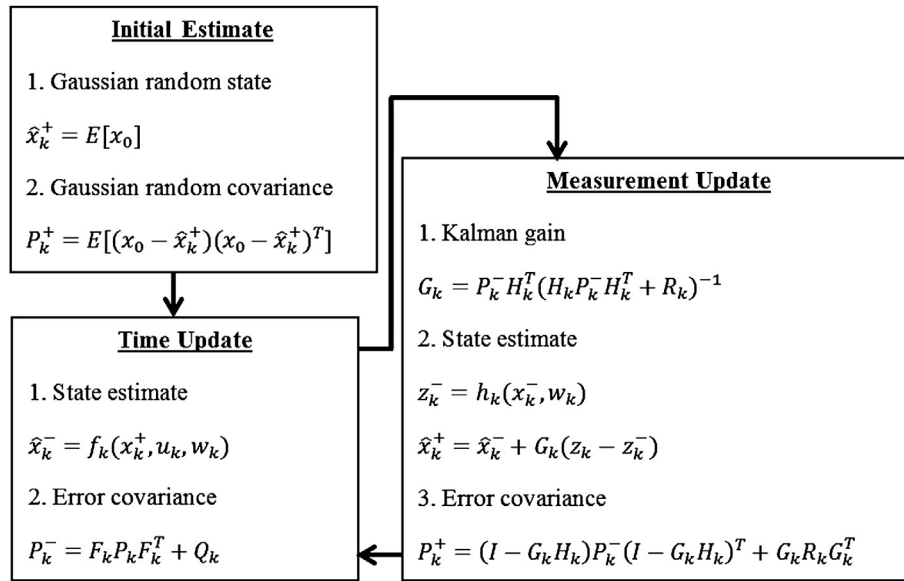 Initial Estimate
1. Gaussian random state
x̂ₖ⁺ = E[x₀]
2. Gaussian random covariance
Pₖ⁺ = E[(x₀ − x̂ₖ⁺)(x₀ − x̂ₖ⁺)ᵀ]
Time Update
1. State estimate
x̂ₖ⁻ = fₖ(xₖ⁺, uₖ, wₖ)
2. Error covariance
Pₖ⁻ = FₖPₖFₖᵀ + Qₖ
Measurement Update
1. Kalman gain
Gₖ = Pₖ⁻Hₖᵀ(HₖPₖ⁻Hₖᵀ + Rₖ)⁻¹
2. State estimate
zₖ⁻ = hₖ(xₖ⁻, wₖ)
x̂ₖ⁺ = x̂ₖ⁻ + Gₖ(zₖ − zₖ⁻)
3. Error covariance
Pₖ⁺ = (I − GₖHₖ)Pₖ⁻(I − GₖHₖ)ᵀ + GₖRₖGₖᵀ